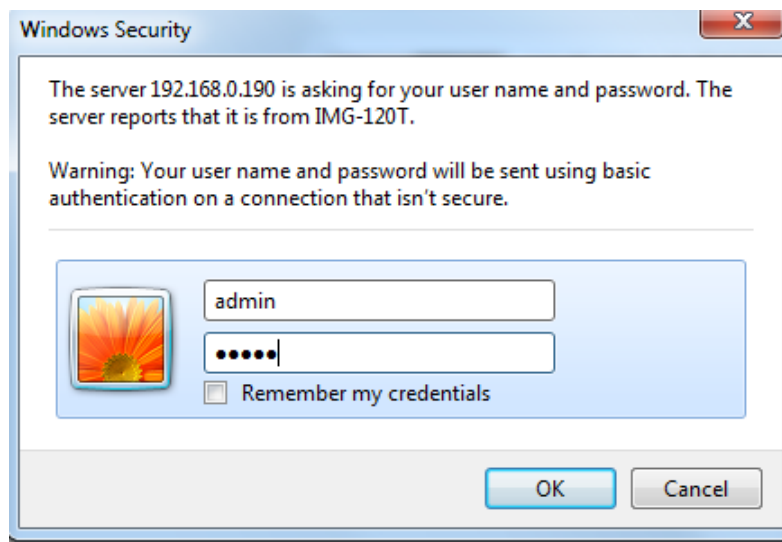 Windows Security
The server 192.168.0.190 is asking for your user name and password. The
server reports that it is from IMG-120T.
Warning: Your user name and password will be sent using basic
authentication on a connection that isn't secure.
admin
●●●●●
Remember my credentials
OK
Cancel